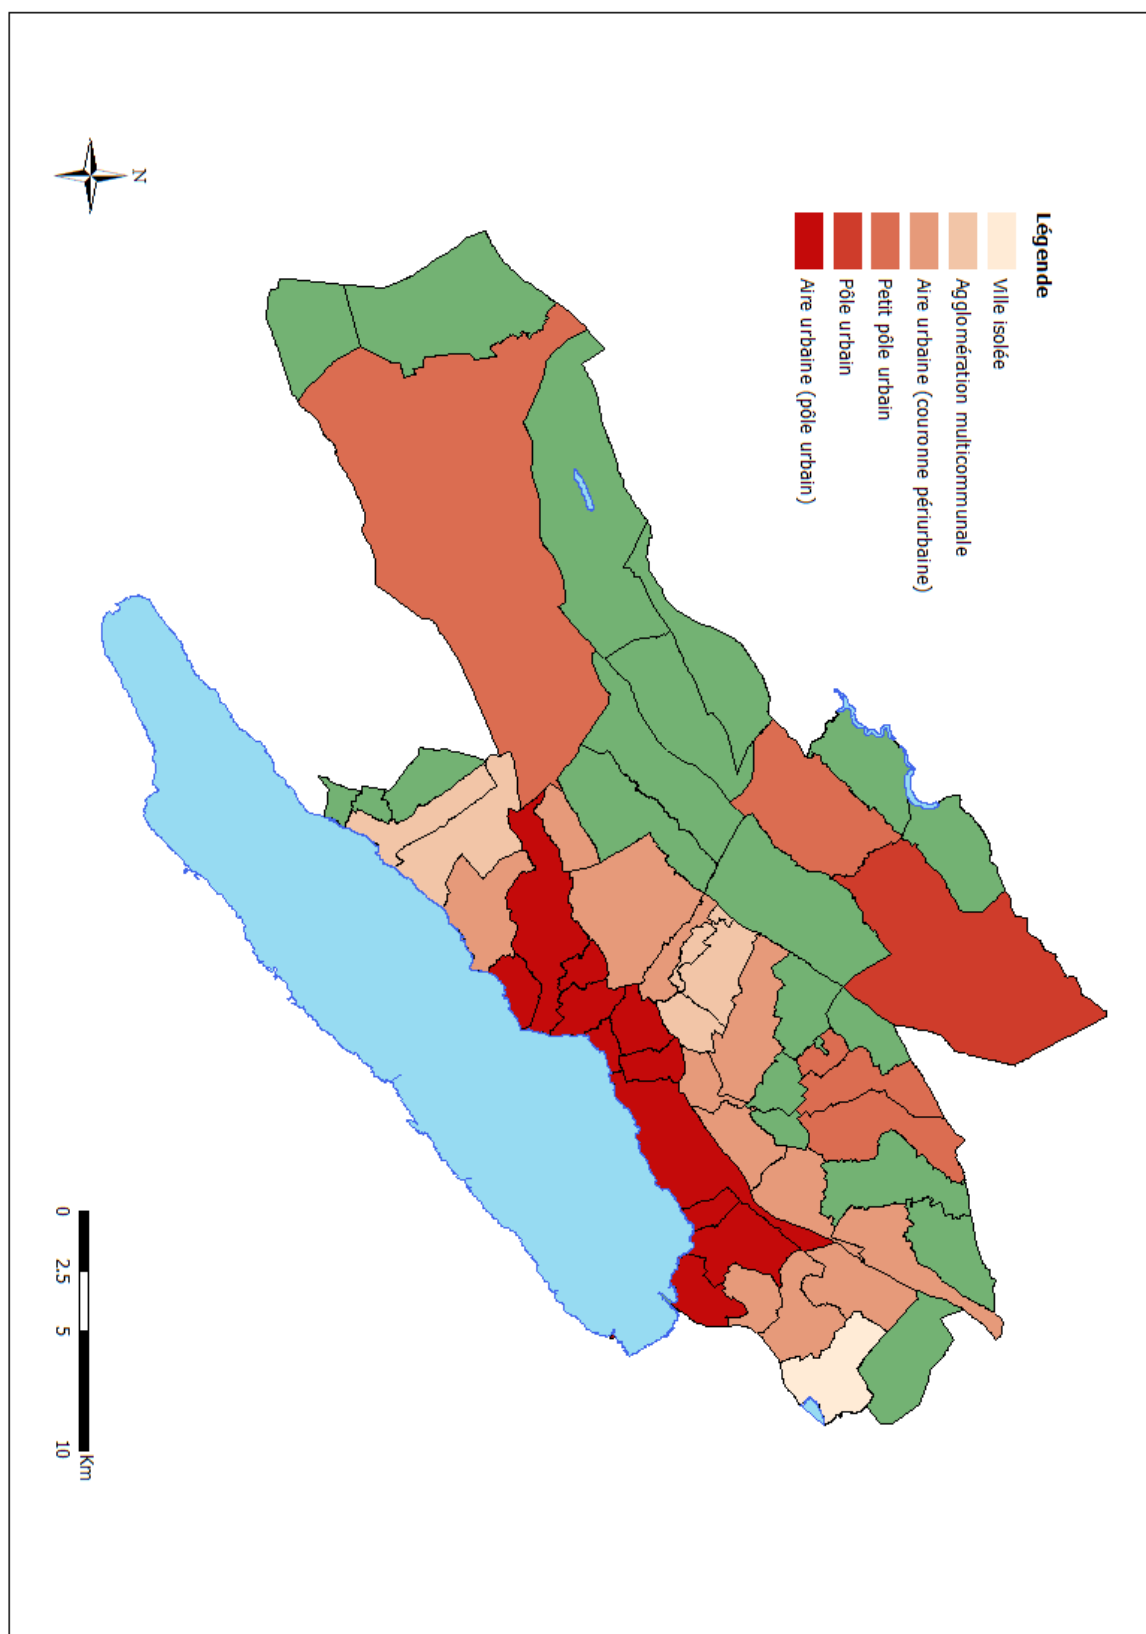 Légende
Ville isolée
Agglomération multicommunale
Aire urbaine (couronne périurbaine)
Petit pôle urbain
Pôle urbain
Aire urbaine (pôle urbain)
N
0 2.5 5 10
Km